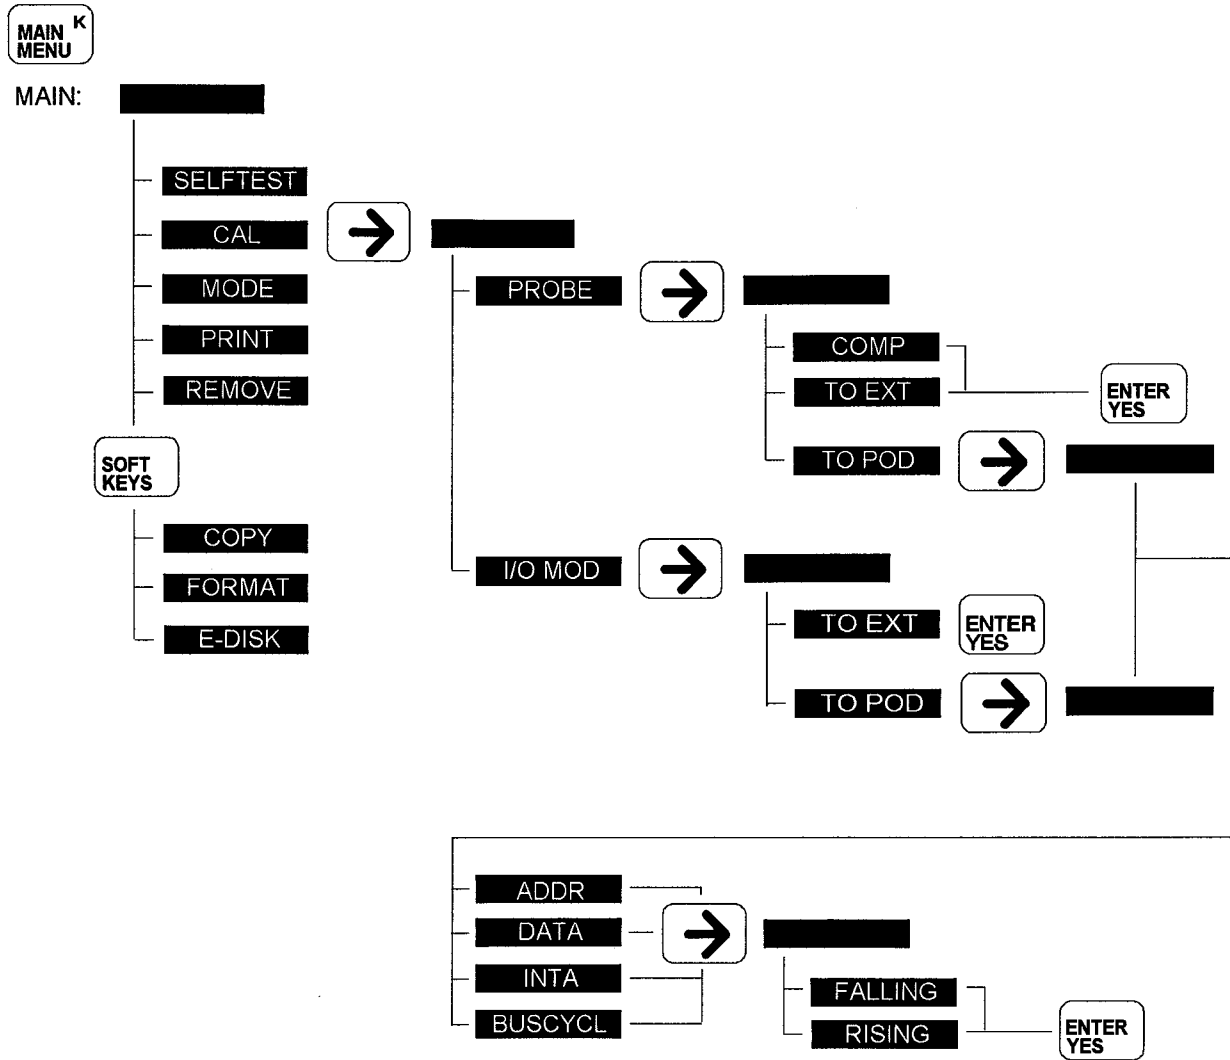 MAIN K
MENU
MAIN:
SELFTEST
CAL
MODE
PRINT
REMOVE
SOFT
KEYS
COPY
FORMAT
E-DISK
PROBE
COMP
TO EXT
ENTER
YES
TO POD
I/O MOD
TO EXT
ENTER
YES
TO POD
ADDR
DATA
INTA
BUSCYCL
FALLING
RISING
ENTER
YES